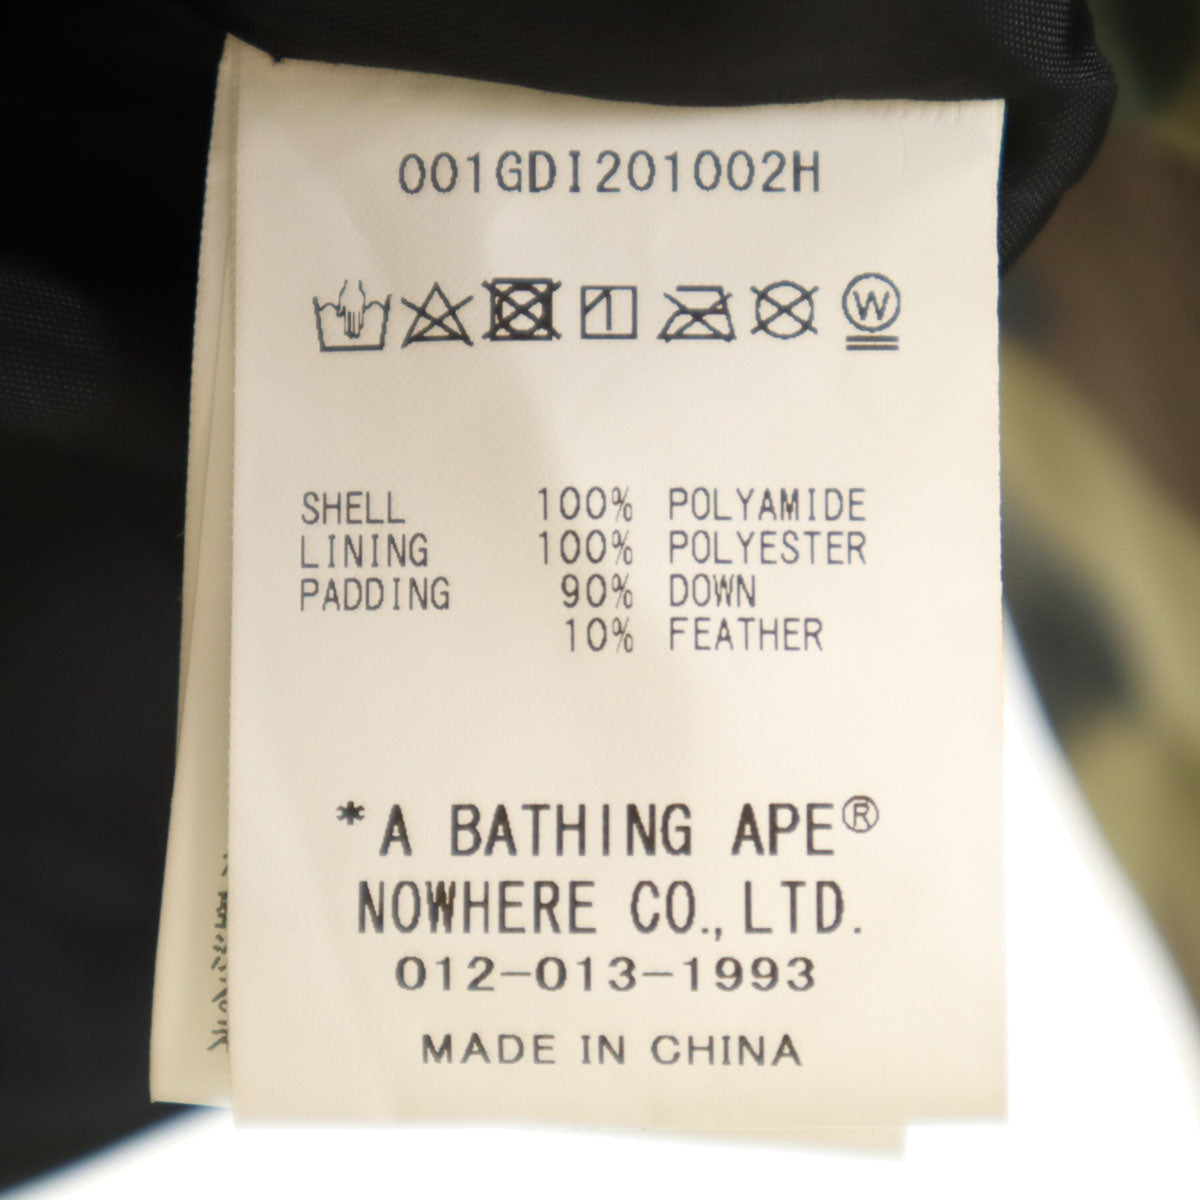 001GDI201002H
W
SHELL 100% POLYAMIDE
LINING 100% POLYESTER
PADDING 90% DOWN
10% FEATHER
*A BATHING APE®
NOWHERE CO., LTD.
012-013-1993
MADE IN CHINA